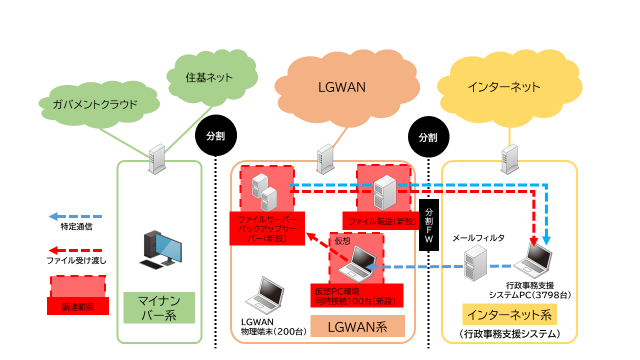 住基ネット
ガバメントクラウド
LGWAN
インターネット
分割
分割
特定通信
ファイル受け渡し
調達範囲
マイナン
バー系
ファイルサーバー
バックアップサー
バー(新設)
ファイル転送(新設)
仮想
仮想PC環境
同時接続100台(新設)
LGWAN
物理端末(200台)
LGWAN系
分割FW
メールフィルタ
行政事務支援
システムPC(3798台)
インターネット系
(行政事務支援システム)